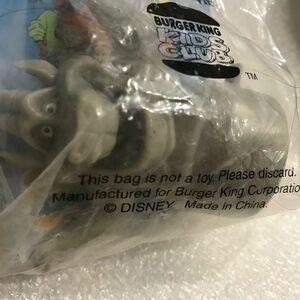 BURGER KING
KIDS
CLUB
TM
This bag is not a toy. Please discard.
Manufactured for Burger King Corporatio
© DISNEY Made in China.